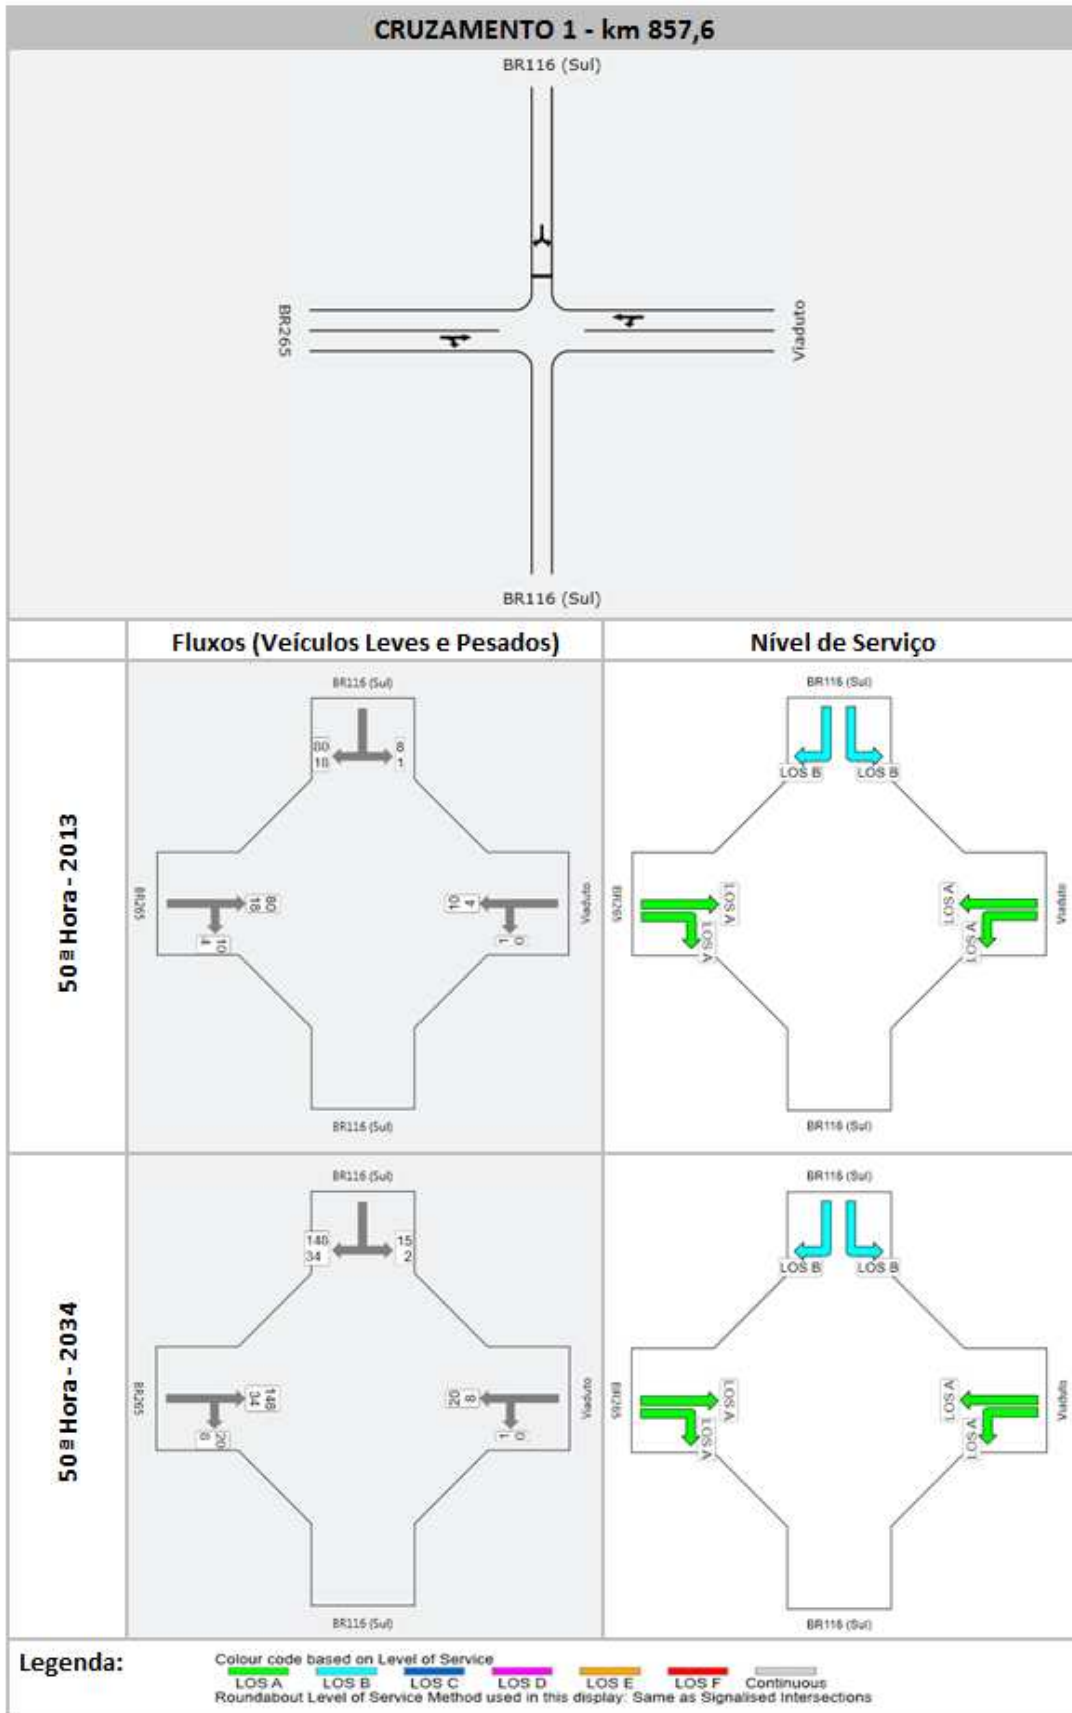 CRUZAMENTO 1 - km 857,6
BR116 (Sul)
BR265
Viaduto
BR116 (Sul)
Fluxos (Veículos Leves e Pesados)
Nível de Serviço
50ª Hora - 2013
BR116 (Sul)
80
18
8
1
BR265
80
18
10
4
4
10
0
1
Viaduto
BR116 (Sul)
BR116 (Sul)
LOS B
LOS B
BR265
LOS A
LOS A
LOS A
LOS A
Viaduto
BR116 (Sul)
50ª Hora - 2034
BR116 (Sul)
148
34
15
2
BR265
148
34
20
8
8
20
0
1
Viaduto
BR116 (Sul)
BR116 (Sul)
LOS B
LOS B
BR265
LOS A
LOS A
LOS A
LOS A
Viaduto
BR116 (Sul)
Legenda:
Colour code based on Level of Service
LOS A LOS B LOS C LOS D LOS E LOS F Continuous
Roundabout Level of Service Method used in this display: Same as Signalised Intersections